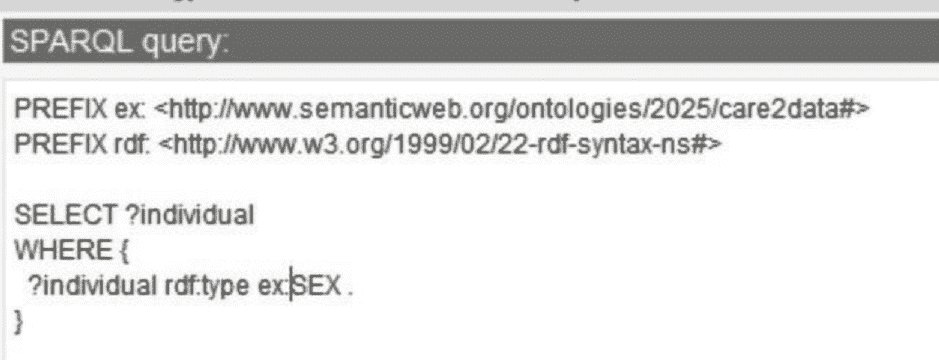 SPARQL query:
PREFIX ex: <http://www.semanticweb.org/ontologies/2025/care2data#>
PREFIX rdf: <http://www.w3.org/1999/02/22-rdf-syntax-ns#>
SELECT ?individual
WHERE {
?individual rdf:type ex:SEX .
}